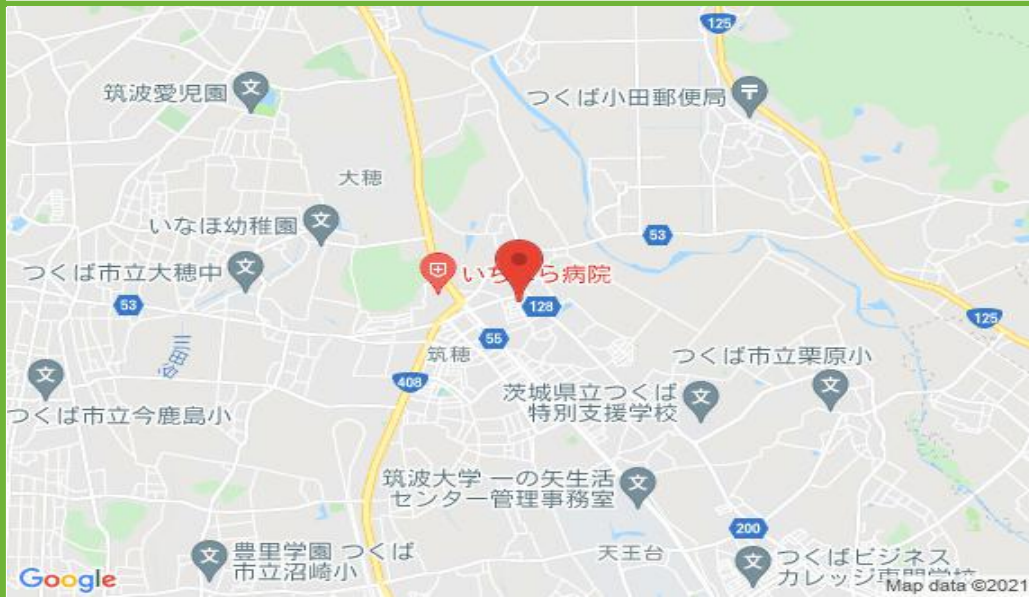 125
筑波愛児園
つくば小田郵便局
大穂
いなほ幼稚園
53
つくば市立大穂中
病院
53
128
125
55
筑穂
つくば市立栗原小
408
茨城県立つくば
特別支援学校
つくば市立今鹿島小
筑波大学 一の矢生活
センター管理事務室
200
天王台
豊里学園 つくば
市立沼崎小
つくばビジネス
カレッジ専門学校
Google
Map data ©2021